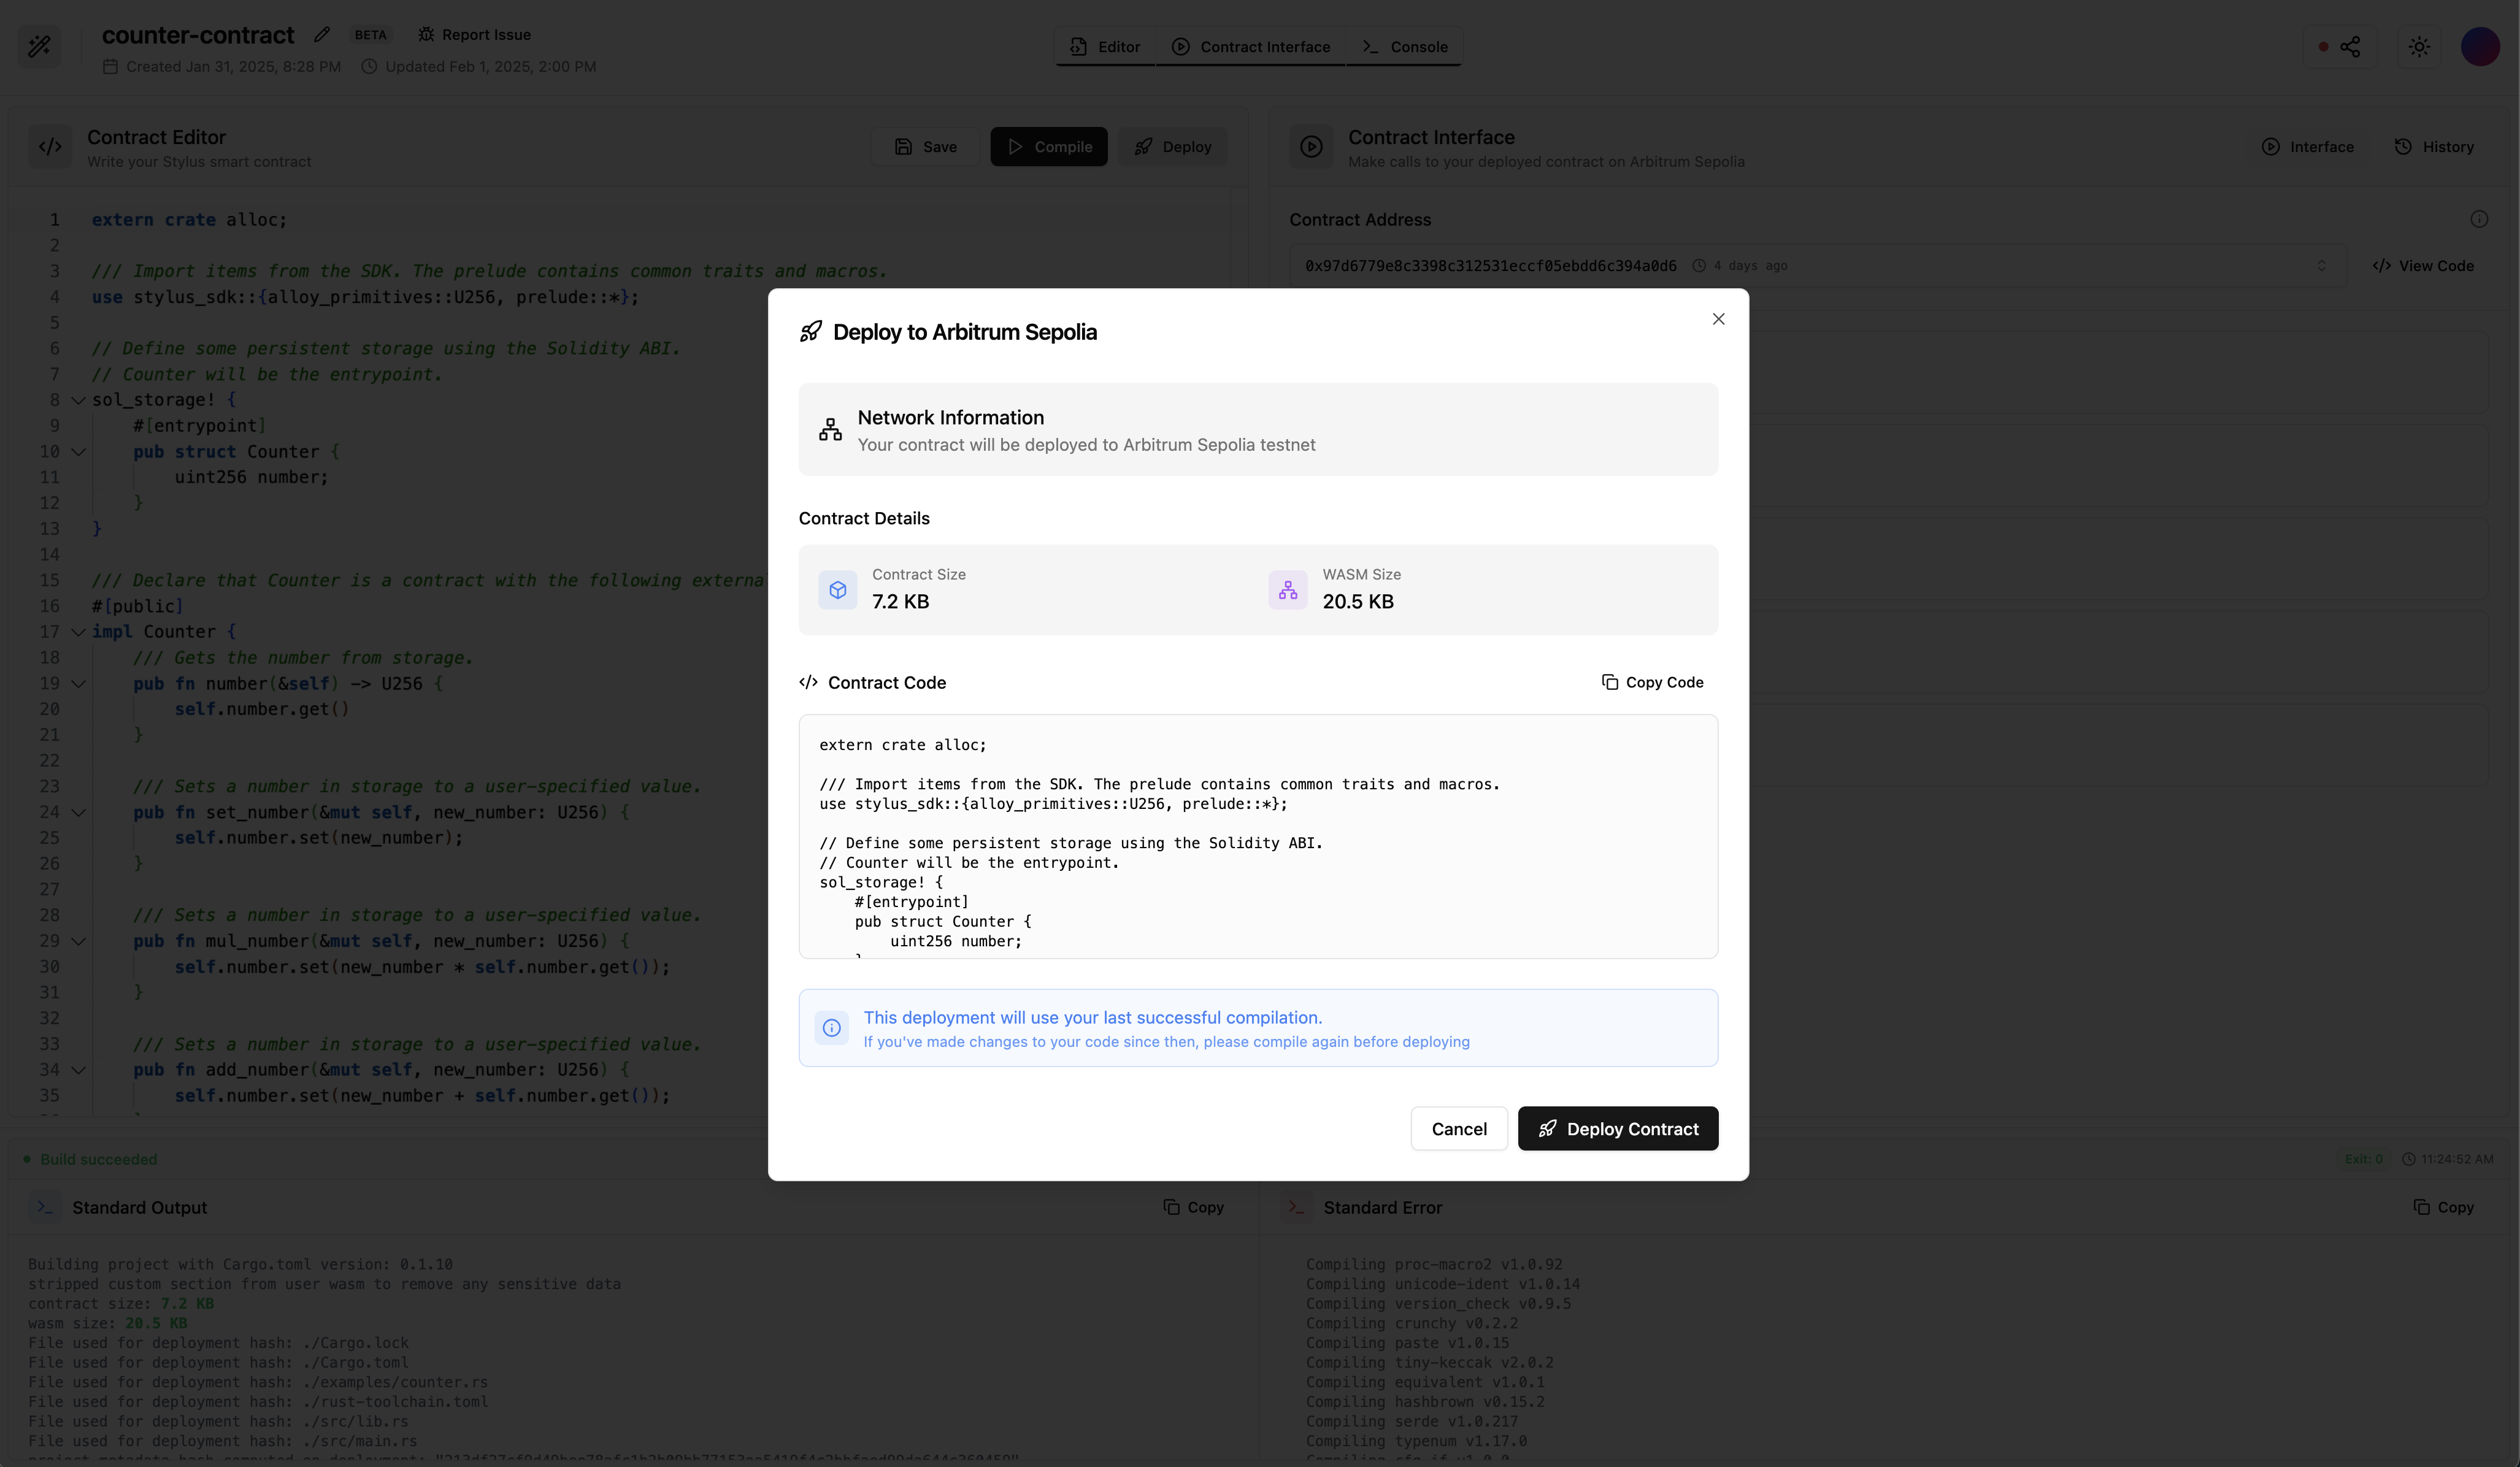 counter-contract
BETA
Report Issue
Created Jan 31, 2025, 8:28 PM
Updated Feb 1, 2025, 2:00 PM
Editor
Contract Interface
Console
Contract Editor
Write your Stylus smart contract
Save
Compile
Deploy
1 extern crate alloc;
2
3 /// Import items from the SDK. The prelude contains common traits and macros.
4 use stylus_sdk::{alloy_primitives::U256, prelude::*};
5
6 // Define some persistent storage using the Solidity ABI.
7 // Counter will be the entrypoint.
8 sol_storage! {
9     #[entrypoint]
10     pub struct Counter {
11         uint256 number;
12     }
13 }
14
15 /// Declare that Counter is a contract with the following externa
16 #[public]
17 impl Counter {
18     /// Gets the number from storage.
19     pub fn number(&self) -> U256 {
20         self.number.get()
21     }
22
23     /// Sets a number in storage to a user-specified value.
24     pub fn set_number(&mut self, new_number: U256) {
25         self.number.set(new_number);
26     }
27
28     /// Sets a number in storage to a user-specified value.
29     pub fn mul_number(&mut self, new_number: U256) {
30         self.number.set(new_number * self.number.get());
31     }
32
33     /// Sets a number in storage to a user-specified value.
34     pub fn add_number(&mut self, new_number: U256) {
35         self.number.set(new_number + self.number.get());
Contract Interface
Make calls to your deployed contract on Arbitrum Sepolia
Interface
History
Contract Address
0x97d6779e8c3398c312531eccf05ebdd6c394a0d6
4 days ago
View Code
Deploy to Arbitrum Sepolia
Network Information
Your contract will be deployed to Arbitrum Sepolia testnet
Contract Details
Contract Size
7.2 KB
WASM Size
20.5 KB
Contract Code
Copy Code
extern crate alloc;
/// Import items from the SDK. The prelude contains common traits and macros.
use stylus_sdk::{alloy_primitives::U256, prelude::*};
// Define some persistent storage using the Solidity ABI.
// Counter will be the entrypoint.
sol_storage! {
    #[entrypoint]
    pub struct Counter {
        uint256 number;
    }
This deployment will use your last successful compilation.
If you've made changes to your code since then, please compile again before deploying
Cancel
Deploy Contract
Build succeeded
Exit: 0
11:24:52 AM
Standard Output
Copy
Building project with Cargo.toml version: 0.1.10
stripped custom section from user wasm to remove any sensitive data
contract size: 7.2 KB
wasm size: 20.5 KB
File used for deployment hash: ./Cargo.lock
File used for deployment hash: ./Cargo.toml
File used for deployment hash: ./examples/counter.rs
File used for deployment hash: ./rust-toolchain.toml
File used for deployment hash: ./src/lib.rs
File used for deployment hash: ./src/main.rs
project metadata hash computed on deployment:
Standard Error
Copy
Compiling proc-macro2 v1.0.92
Compiling unicode-ident v1.0.14
Compiling version_check v0.9.5
Compiling crunchy v0.2.2
Compiling paste v1.0.15
Compiling tiny-keccak v2.0.2
Compiling equivalent v1.0.1
Compiling hashbrown v0.15.2
Compiling serde v1.0.217
Compiling typenum v1.17.0
Compiling cfg-if v1.0.0